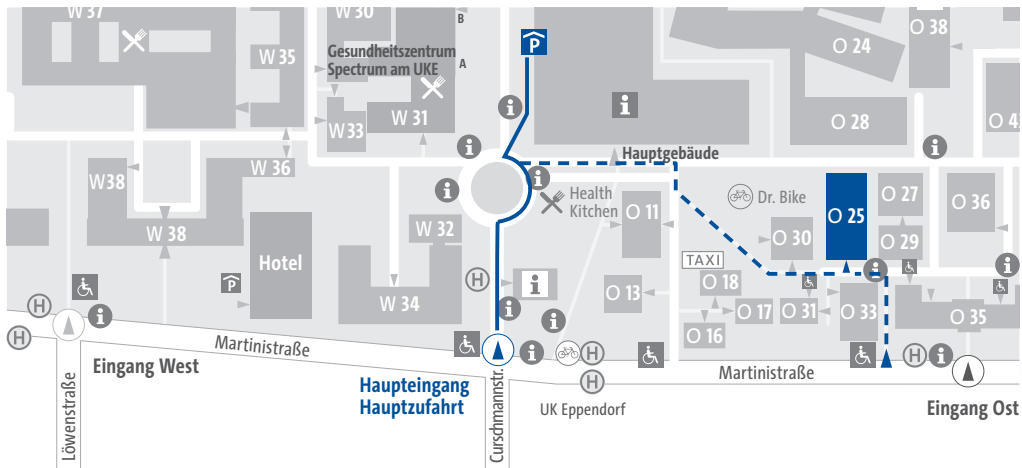 W 37
W 30
B
O 38
O 24
W 35
Gesundheitszentrum
Spectrum am UKE
A
P
i
i
W 33
W 31
O 28
i
i
W 36
Hauptgebäude
W38
i
i
Health
Kitchen
Dr. Bike
O 25
O 27
O 36
O 11
W 38
W 32
O 30
O 29
Hotel
TAXI
i
i
P
H
i
O 18
W 34
O 13
O 17
O 31
O 33
O 35
i
i
i
O 16
H
Martinistraße
i
H
H
i
Eingang West
Martinistraße
H
Haupteingang
Hauptzufahrt
Löwenstraße
Curschmannstr.
UK Eppendorf
Eingang Ost